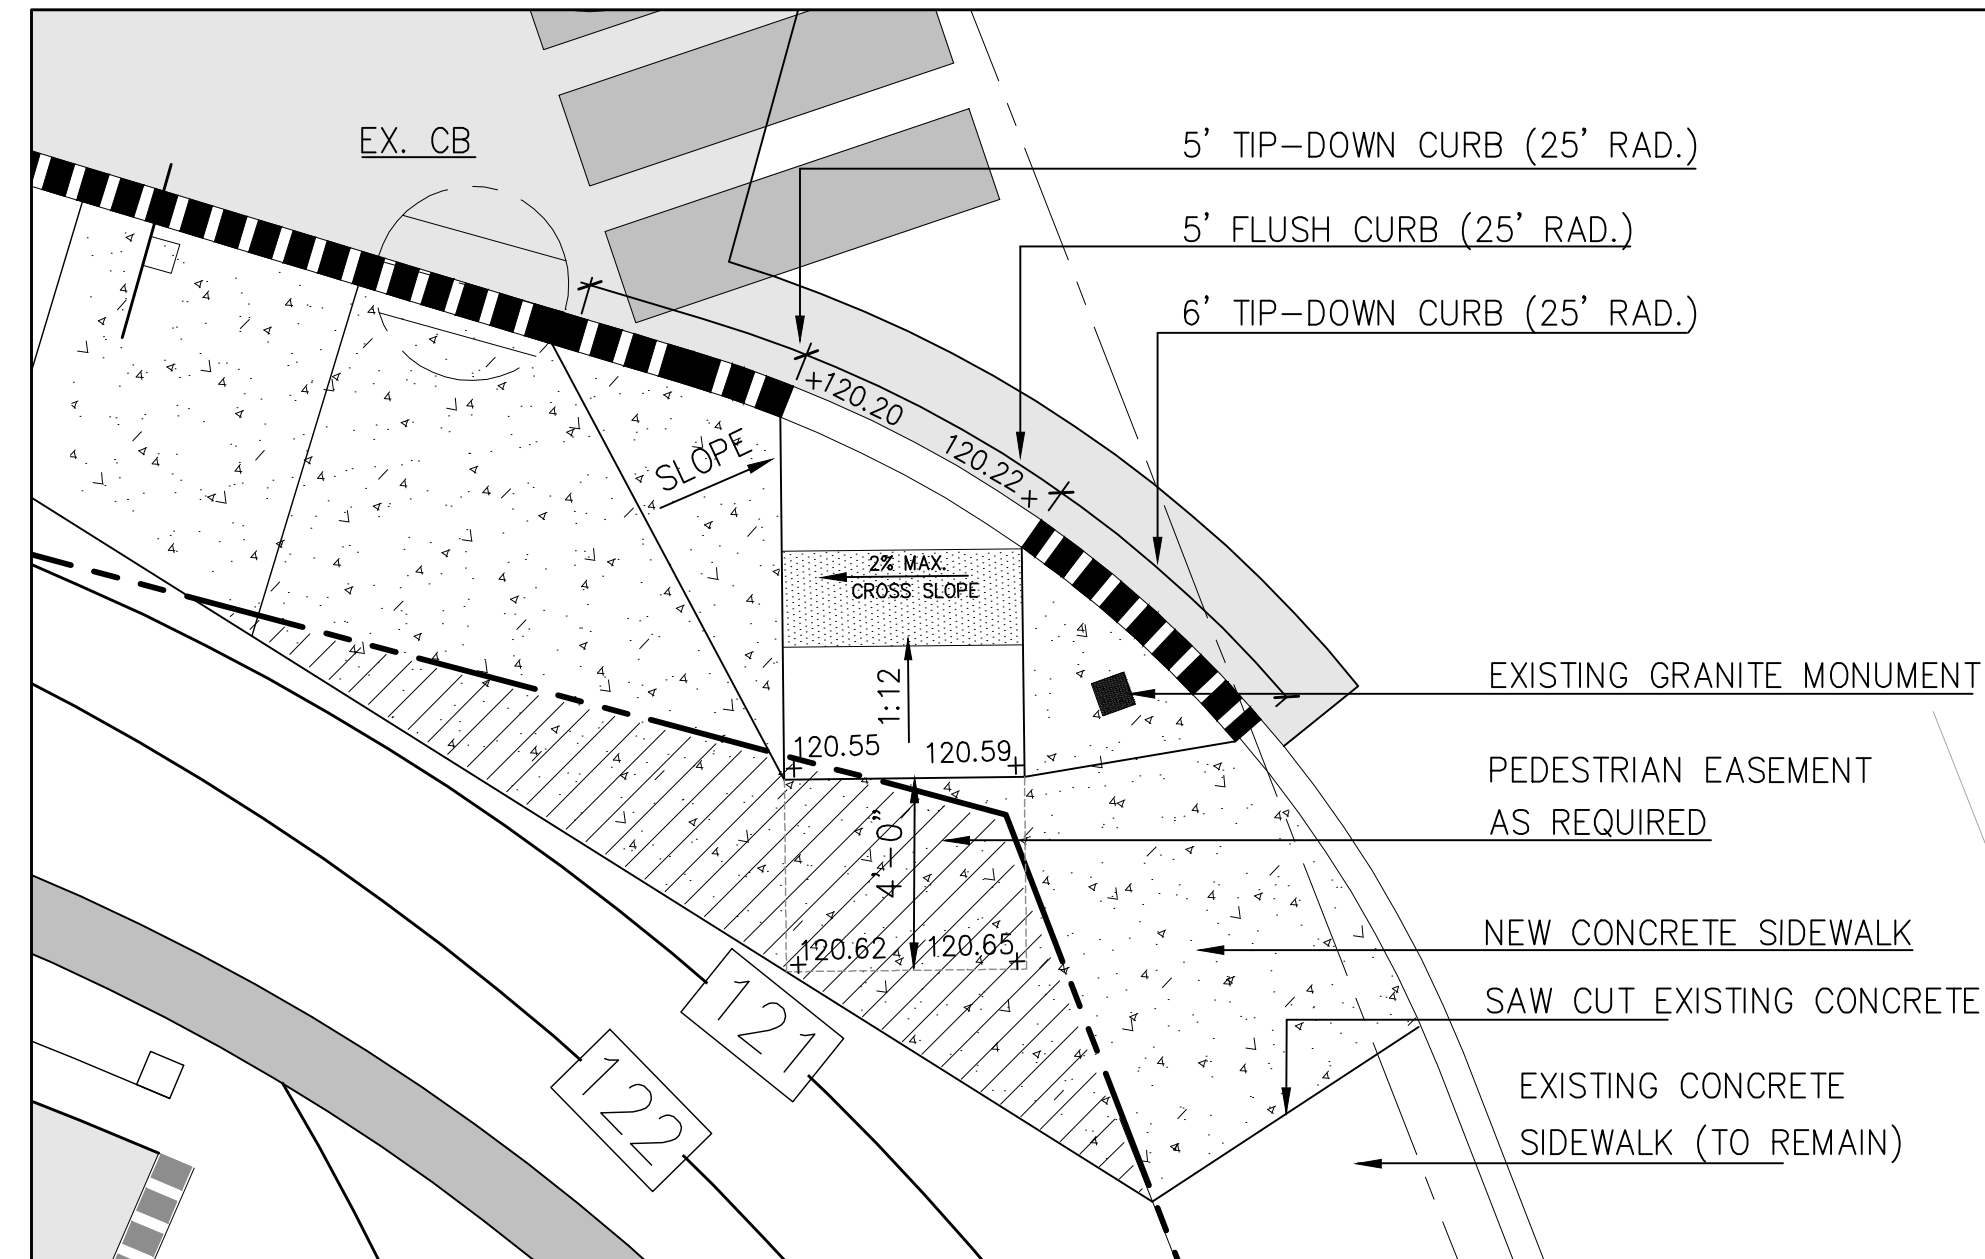 EX. CB
5' TIP-DOWN CURB (25' RAD.)
5' FLUSH CURB (25' RAD.)
6' TIP-DOWN CURB (25' RAD.)
+120.20
120.22+
SLOPE
2% MAX.
CROSS SLOPE
1:12
EXISTING GRANITE MONUMENT
120.55
120.59
PEDESTRIAN EASEMENT
AS REQUIRED
4'-0"
120.62
120.65
NEW CONCRETE SIDEWALK
SAW CUT EXISTING CONCRETE
121
122
EXISTING CONCRETE
SIDEWALK (TO REMAIN)